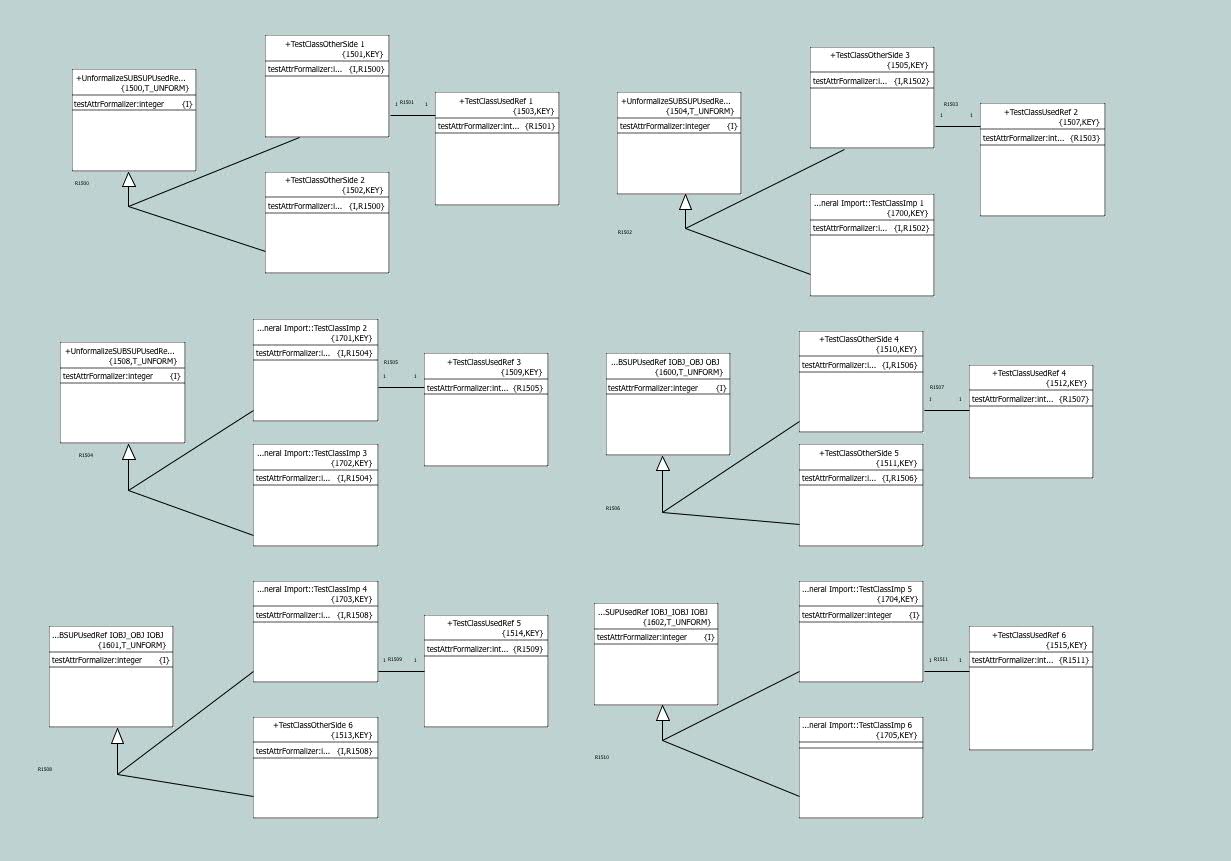 +UnformalizeSUBSUPUsedRe...
{1500,T_UNFORM}
testAttrFormalizer:integer {I}
R1500
+TestClassOtherSide 1
{1501,KEY}
testAttrFormalizer:i... {I,R1500}
+TestClassOtherSide 2
{1502,KEY}
testAttrFormalizer:i... {I,R1500}
1 R1501 1
+TestClassUsedRef 1
{1503,KEY}
testAttrFormalizer:int... {R1501}
+UnformalizeSUBSUPUsedRe...
{1504,T_UNFORM}
testAttrFormalizer:integer {I}
R1502
+TestClassOtherSide 3
{1505,KEY}
testAttrFormalizer:i... {I,R1502}
...neral Import::TestClassImp 1
{1700,KEY}
testAttrFormalizer:i... {I,R1502}
R1503
1 1
+TestClassUsedRef 2
{1507,KEY}
testAttrFormalizer:int... {R1503}
+UnformalizeSUBSUPUsedRe...
{1508,T_UNFORM}
testAttrFormalizer:integer {I}
R1504
...neral Import::TestClassImp 2
{1701,KEY}
testAttrFormalizer:i... {I,R1504}
...neral Import::TestClassImp 3
{1702,KEY}
testAttrFormalizer:i... {I,R1504}
R1505
1 1
+TestClassUsedRef 3
{1509,KEY}
testAttrFormalizer:int... {R1505}
...BSUPUsedRef IOBJ_OBJ OBJ
{1600,T_UNFORM}
testAttrFormalizer:integer {I}
R1506
+TestClassOtherSide 4
{1510,KEY}
testAttrFormalizer:i... {I,R1506}
+TestClassOtherSide 5
{1511,KEY}
testAttrFormalizer:i... {I,R1506}
R1507
1 1
+TestClassUsedRef 4
{1512,KEY}
testAttrFormalizer:int... {R1507}
...BSUPUsedRef IOBJ_OBJ IOBJ
{1601,T_UNFORM}
testAttrFormalizer:integer {I}
R1508
...neral Import::TestClassImp 4
{1703,KEY}
testAttrFormalizer:i... {I,R1508}
+TestClassOtherSide 6
{1513,KEY}
testAttrFormalizer:i... {I,R1508}
1 R1509 1
+TestClassUsedRef 5
{1514,KEY}
testAttrFormalizer:int... {R1509}
...SUPUsedRef IOBJ_IOBJ IOBJ
{1602,T_UNFORM}
testAttrFormalizer:integer {I}
R1510
...neral Import::TestClassImp 5
{1704,KEY}
testAttrFormalizer:integer {I}
...neral Import::TestClassImp 6
{1705,KEY}
1 R1511 1
+TestClassUsedRef 6
{1515,KEY}
testAttrFormalizer:int... {R1511}